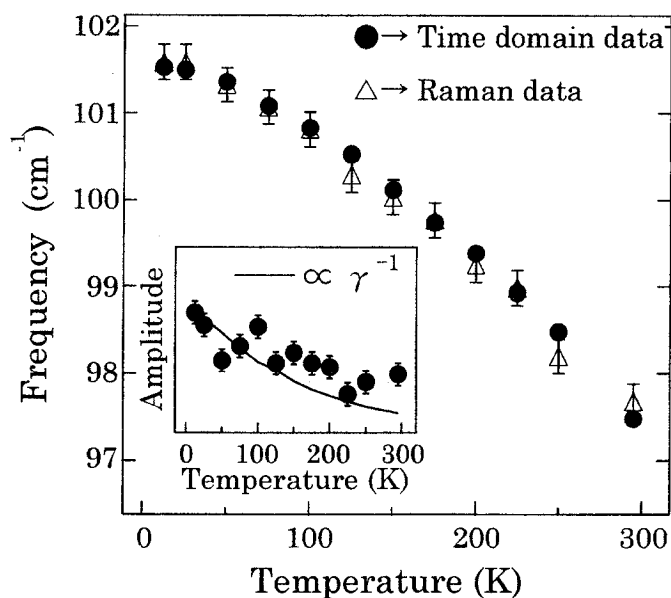 102
101
100
99
98
97
Frequency (cm⁻¹)
● → Time domain data
△ → Raman data
Amplitude
— ∝ γ⁻¹
0 100 200 300
Temperature (K)
0 100 200 300
Temperature (K)